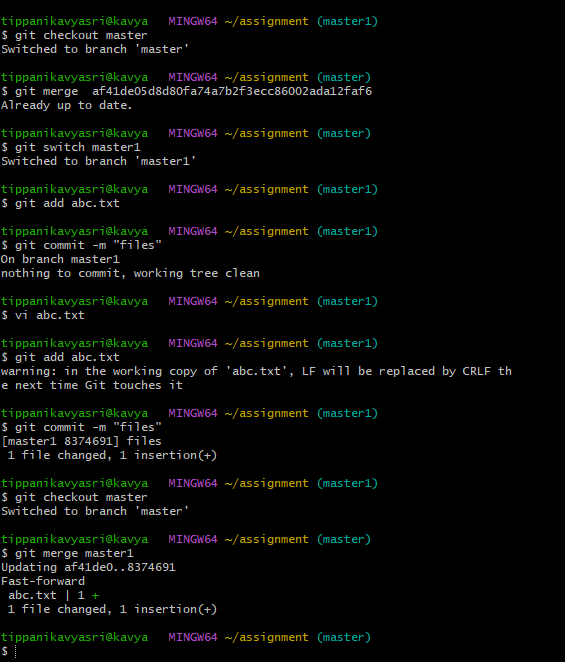 tippanikavyasri@kavya MINGW64 ~/assignment (master1)
$ git checkout master
Switched to branch 'master'
tippanikavyasri@kavya MINGW64 ~/assignment (master)
$ git merge  af41de05d8d80fa74a7b2f3ecc86002ada12faf6
Already up to date.
tippanikavyasri@kavya MINGW64 ~/assignment (master)
$ git switch master1
Switched to branch 'master1'
tippanikavyasri@kavya MINGW64 ~/assignment (master1)
$ git add abc.txt
tippanikavyasri@kavya MINGW64 ~/assignment (master1)
$ git commit -m "files"
On branch master1
nothing to commit, working tree clean
tippanikavyasri@kavya MINGW64 ~/assignment (master1)
$ vi abc.txt
tippanikavyasri@kavya MINGW64 ~/assignment (master1)
$ git add abc.txt
warning: in the working copy of 'abc.txt', LF will be replaced by CRLF th
e next time Git touches it
tippanikavyasri@kavya MINGW64 ~/assignment (master1)
$ git commit -m "files"
[master1 8374691] files
 1 file changed, 1 insertion(+)
tippanikavyasri@kavya MINGW64 ~/assignment (master1)
$ git checkout master
Switched to branch 'master'
tippanikavyasri@kavya MINGW64 ~/assignment (master)
$ git merge master1
Updating af41de0..8374691
Fast-forward
 abc.txt | 1 +
 1 file changed, 1 insertion(+)
tippanikavyasri@kavya MINGW64 ~/assignment (master)
$